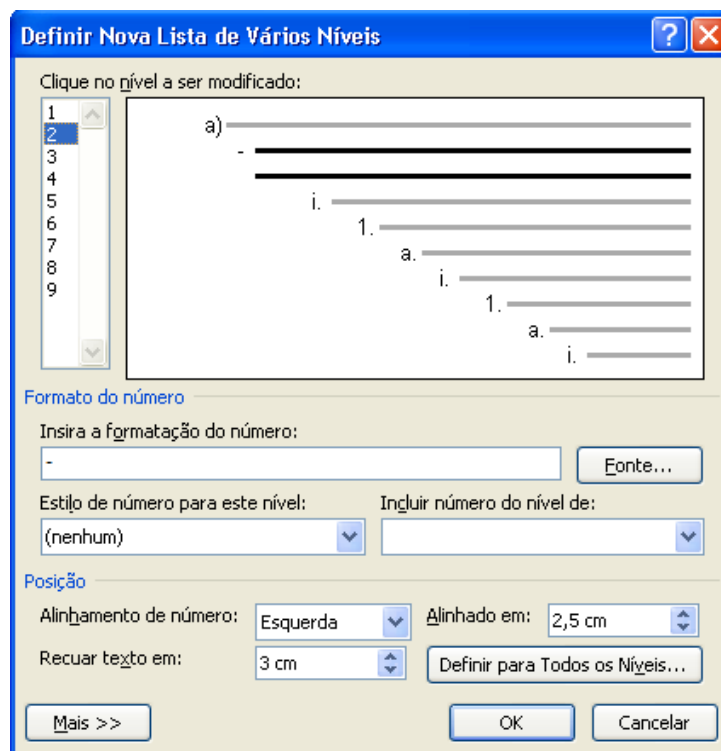 Definir Nova Lista de Vários Níveis
Clique no nível a ser modificado:
1
2
3
4
5
6
7
8
9
a)
-
i.
1.
a.
i.
1.
a.
i.
Formato do número
Insira a formatação do número:
-
Fonte...
Estilo de número para este nível: Incluir número do nível de:
(nenhum)
Posição
Alinhamento de número: Esquerda Alinhado em: 2,5 cm
Recuar texto em: 3 cm Definir para Todos os Níveis...
Mais >> OK Cancelar